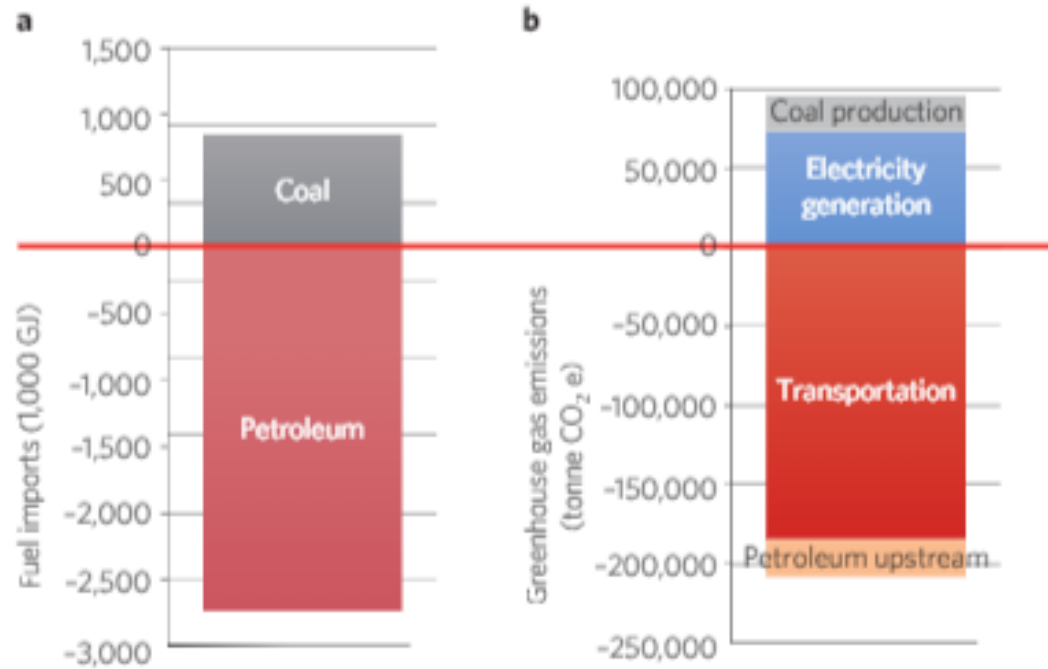 a
Fuel imports (1,000 GJ)
1,500
1,000
500
0
-500
-1,000
-1,500
-2,000
-2,500
-3,000
Coal
Petroleum
b
Greenhouse gas emissions
(tonne CO₂ e)
100,000
50,000
0
-50,000
-100,000
-150,000
-200,000
-250,000
Coal production
Electricity
generation
Transportation
Petroleum upstream